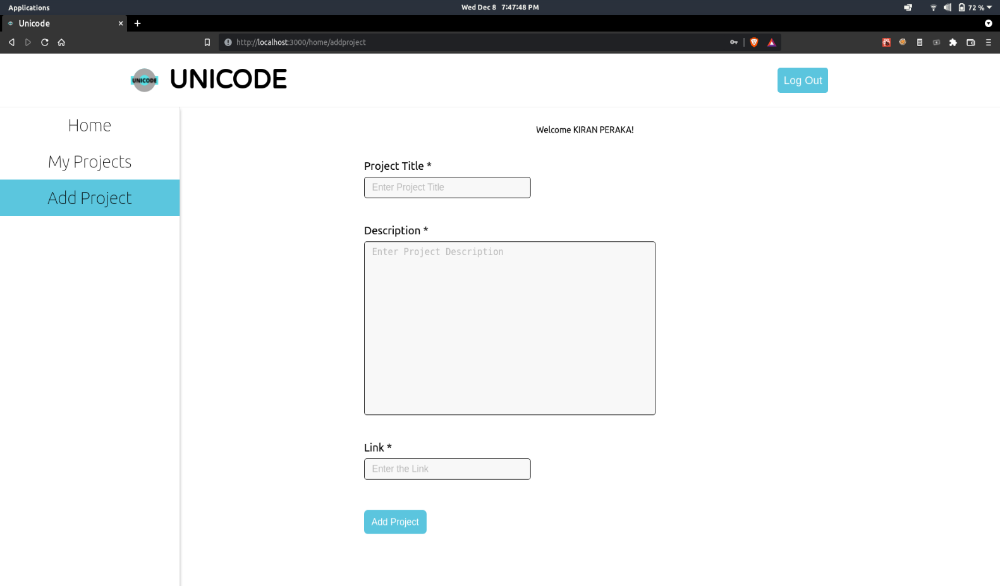 Applications
Wed Dec 8 7:47:48 PM
72 %
Unicode
http://localhost:3000/home/addproject
UNICODE
UNICODE
Log Out
Home
My Projects
Add Project
Welcome KIRAN PERAKA!
Project Title *
Enter Project Title
Description *
Enter Project Description
Link *
Enter the Link
Add Project